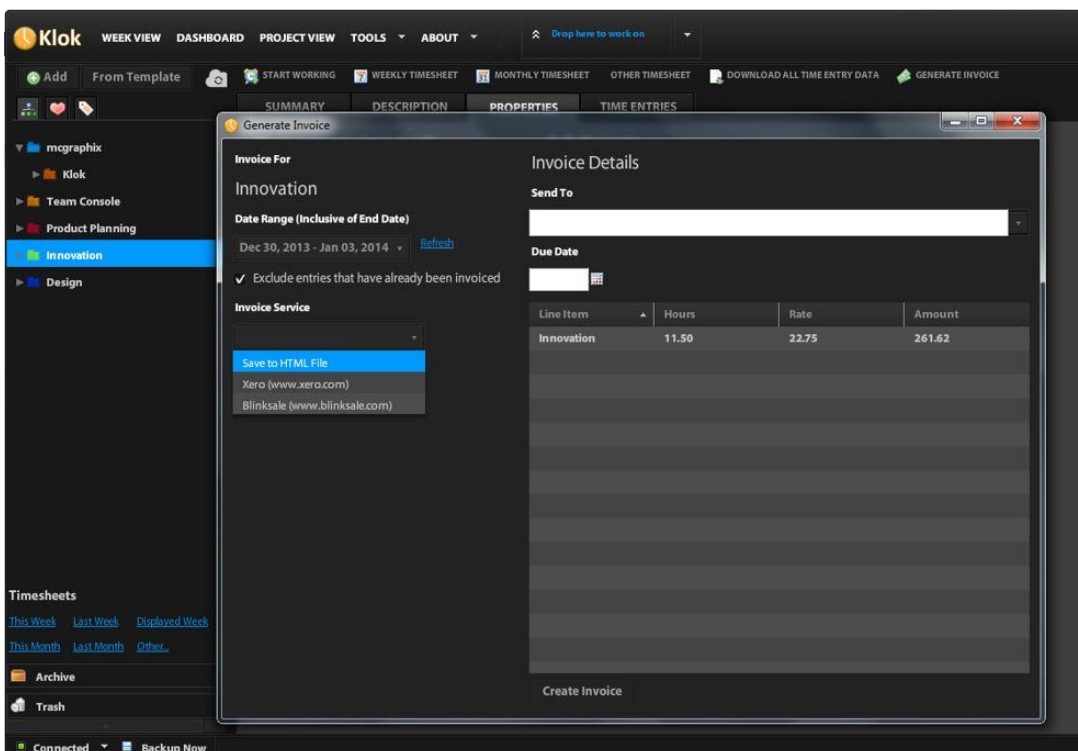 Klok WEEK VIEW DASHBOARD PROJECT VIEW TOOLS ABOUT Drop here to work on
Add From Template START WORKING WEEKLY TIMESHEET MONTHLY TIMESHEET OTHER TIMESHEET DOWNLOAD ALL TIME ENTRY DATA GENERATE INVOICE
SUMMARY DESCRIPTION PROPERTIES TIME ENTRIES
mcgraphix
Klok
Team Console
Product Planning
Innovation
Design
Timesheets
This Week Last Week Displayed Week
This Month Last Month Other...
Archive
Trash
Connected Backup Now
Generate Invoice
Invoice For
Innovation
Date Range (Inclusive of End Date)
Dec 30, 2013 - Jan 03, 2014 Refresh
Exclude entries that have already been invoiced
Invoice Service
Save to HTML File
Xero (www.xero.com)
Blinksale (www.blinksale.com)
Invoice Details
Send To
Due Date
Line Item Hours Rate Amount
Innovation 11.50 22.75 261.62
Create Invoice